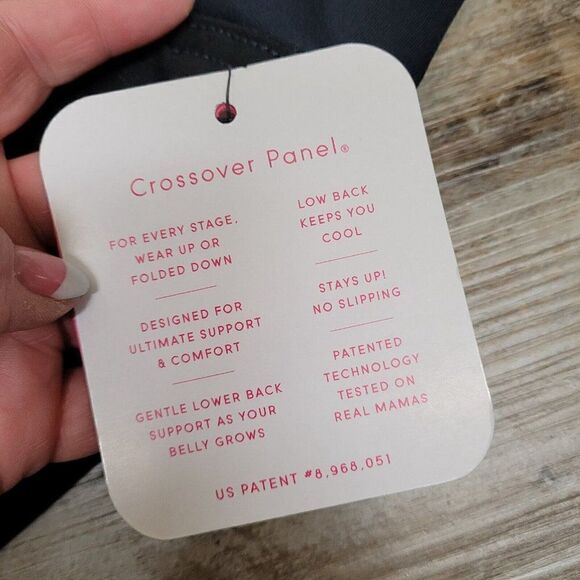 Crossover Panel®
FOR EVERY STAGE,
WEAR UP OR
FOLDED DOWN
DESIGNED FOR
ULTIMATE SUPPORT
& COMFORT
GENTLE LOWER BACK
SUPPORT AS YOUR
BELLY GROWS
LOW BACK
KEEPS YOU
COOL
STAYS UP!
NO SLIPPING
PATENTED
TECHNOLOGY
TESTED ON
REAL MAMAS
US PATENT #8,968,051